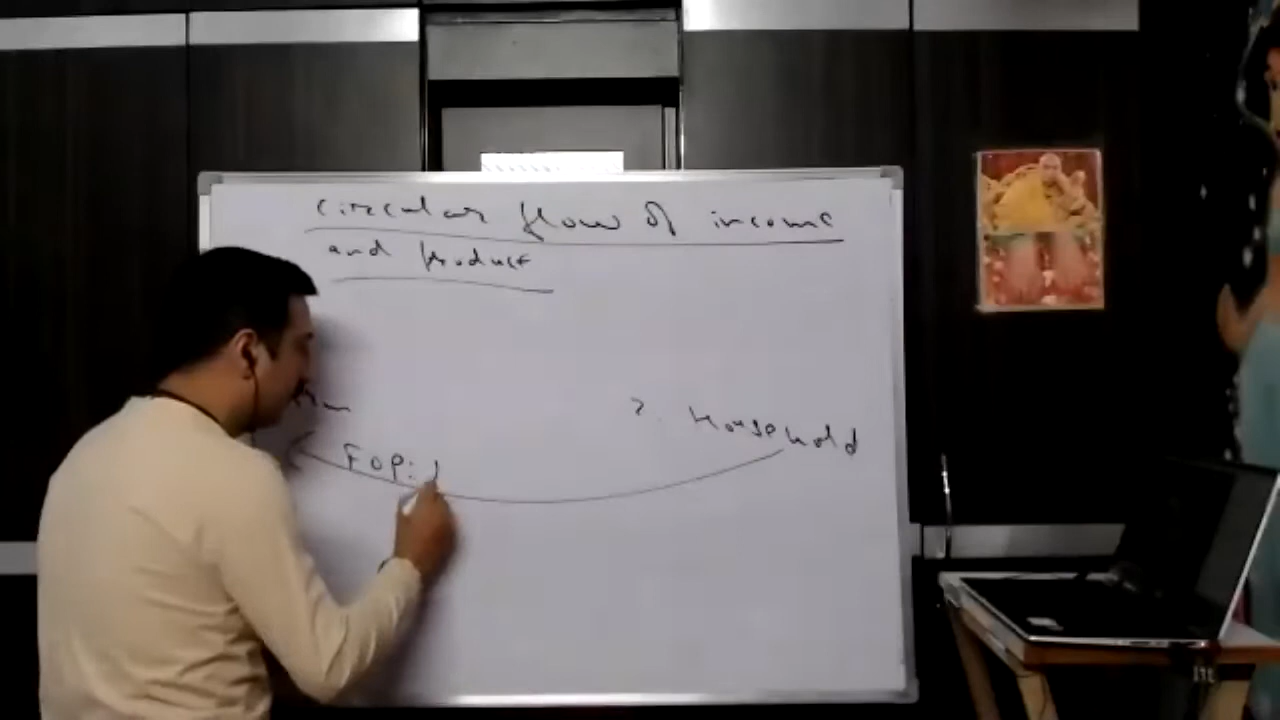 circular flow of income
and product
2. Household
FOP: